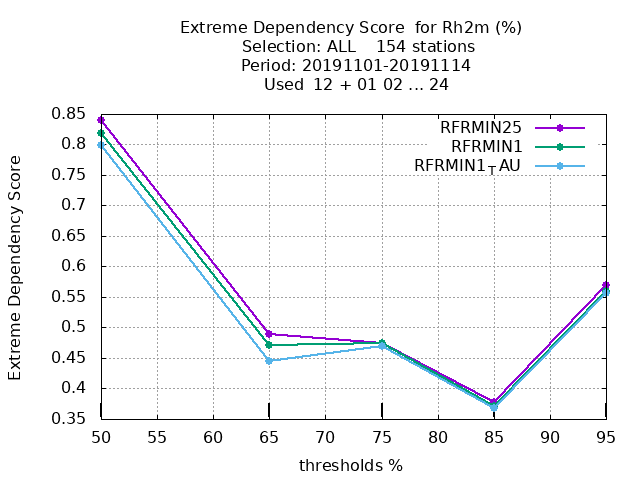 Extreme Dependency Score  for Rh2m (%)
Selection: ALL    154 stations
Period: 20191101-20191114
Used  12 + 01 02 ... 24
0.85
0.8
0.75
0.7
0.65
0.6
0.55
0.5
0.45
0.4
0.35
Extreme Dependency Score
RFRMIN25
RFRMIN1
RFRMIN1TAU
50 55 60 65 70 75 80 85 90 95
thresholds %